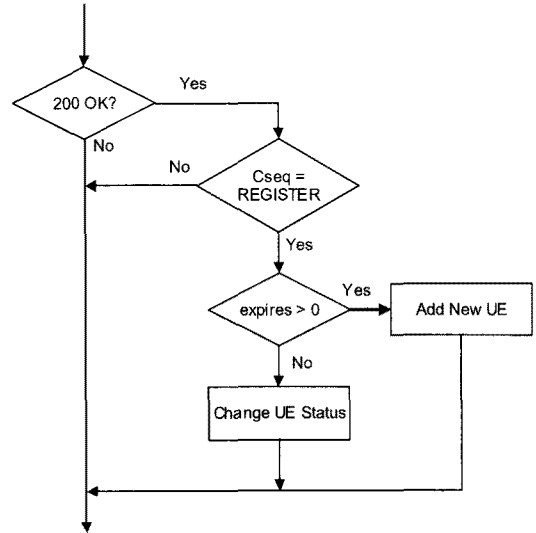 Yes
200 OK?
No
No
Cseq =
REGISTER
Yes
Yes
expires > 0
Add New UE
No
Change UE Status